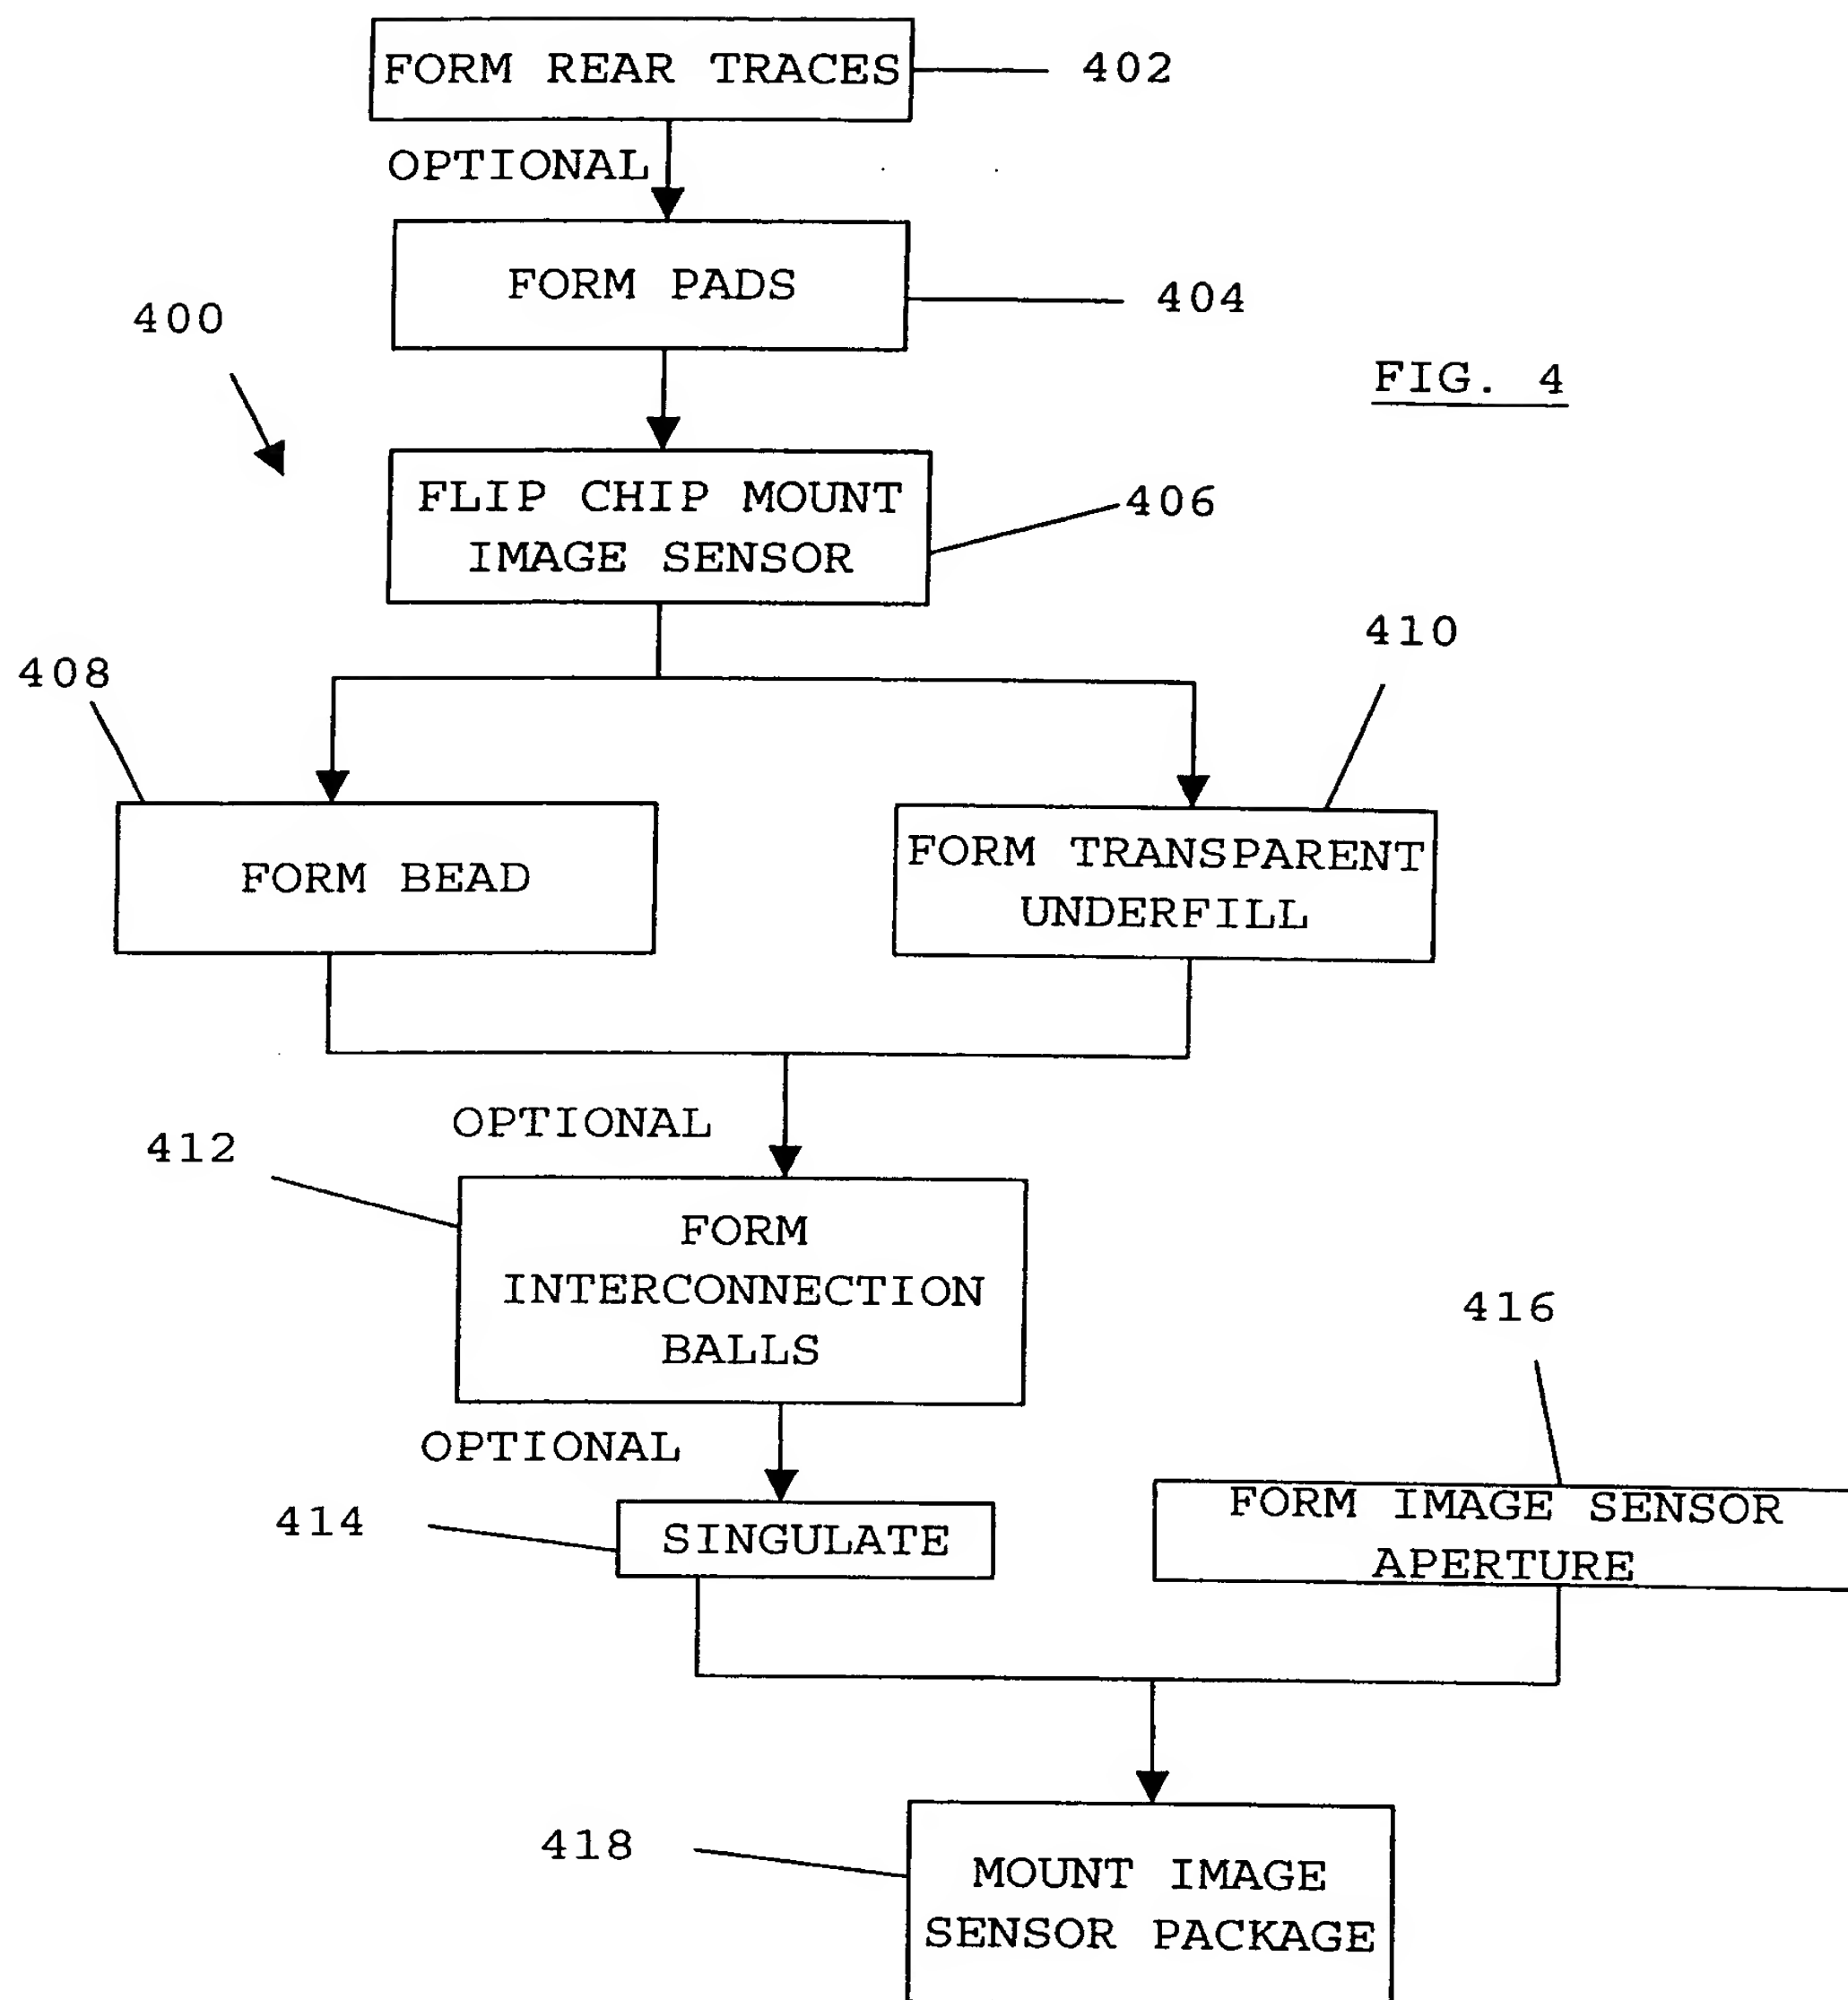 FORM REAR TRACES
402
OPTIONAL
FORM PADS
404
400
FIG. 4
FLIP CHIP MOUNT
IMAGE SENSOR
406
410
408
FORM BEAD
FORM TRANSPARENT
UNDERFILL
OPTIONAL
412
FORM
INTERCONNECTION
BALLS
416
OPTIONAL
414
SINGULATE
FORM IMAGE SENSOR
APERTURE
418
MOUNT IMAGE
SENSOR PACKAGE